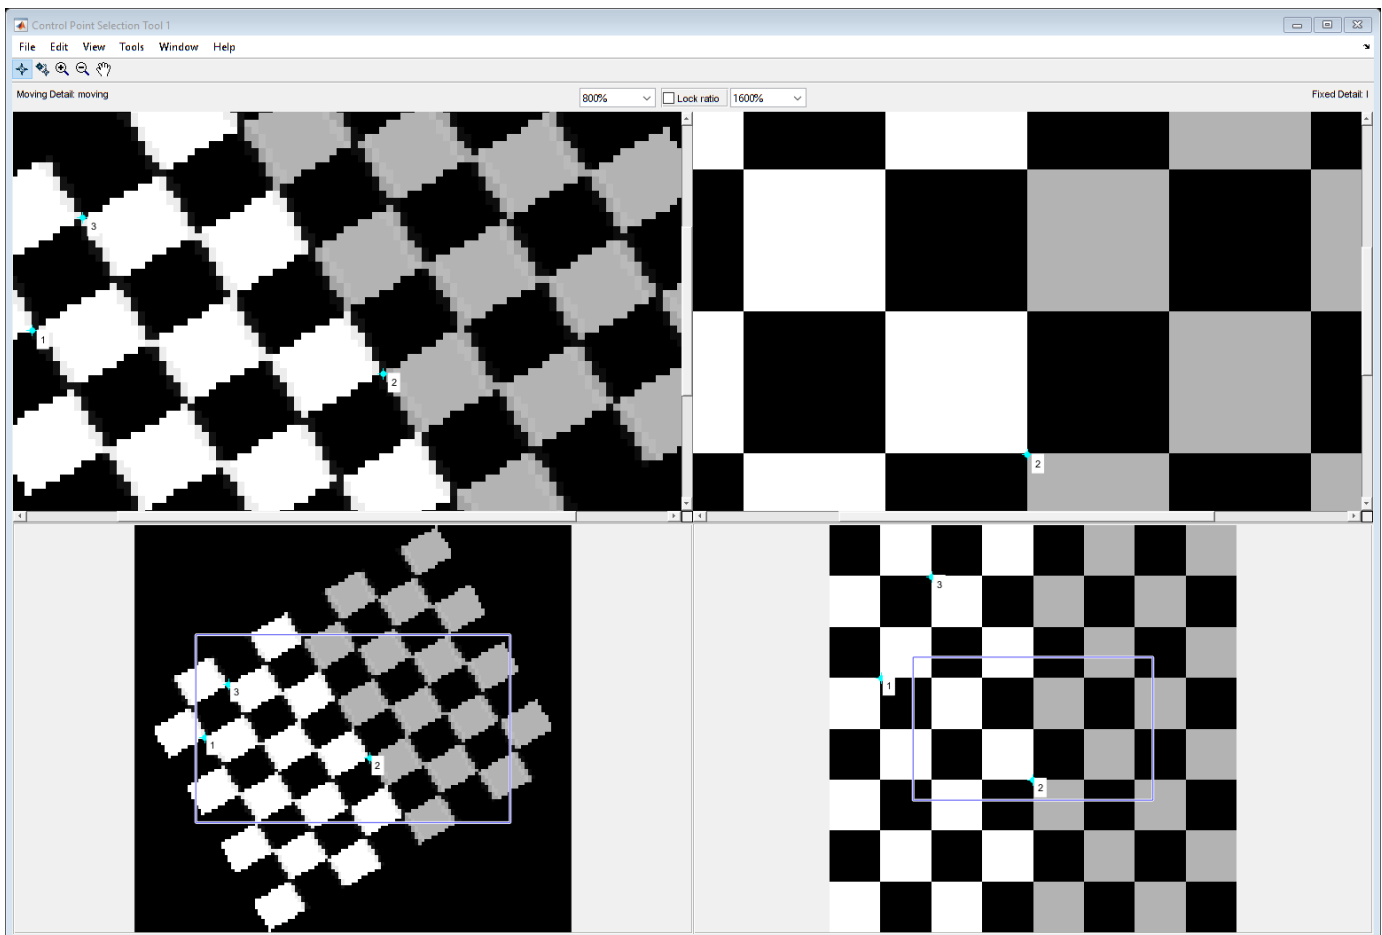 Control Point Selection Tool 1
File Edit View Tools Window Help
Moving Detail: moving
800%
Lock ratio
1600%
Fixed Detail: I
3
1
2
2
3
1
2
3
1
2